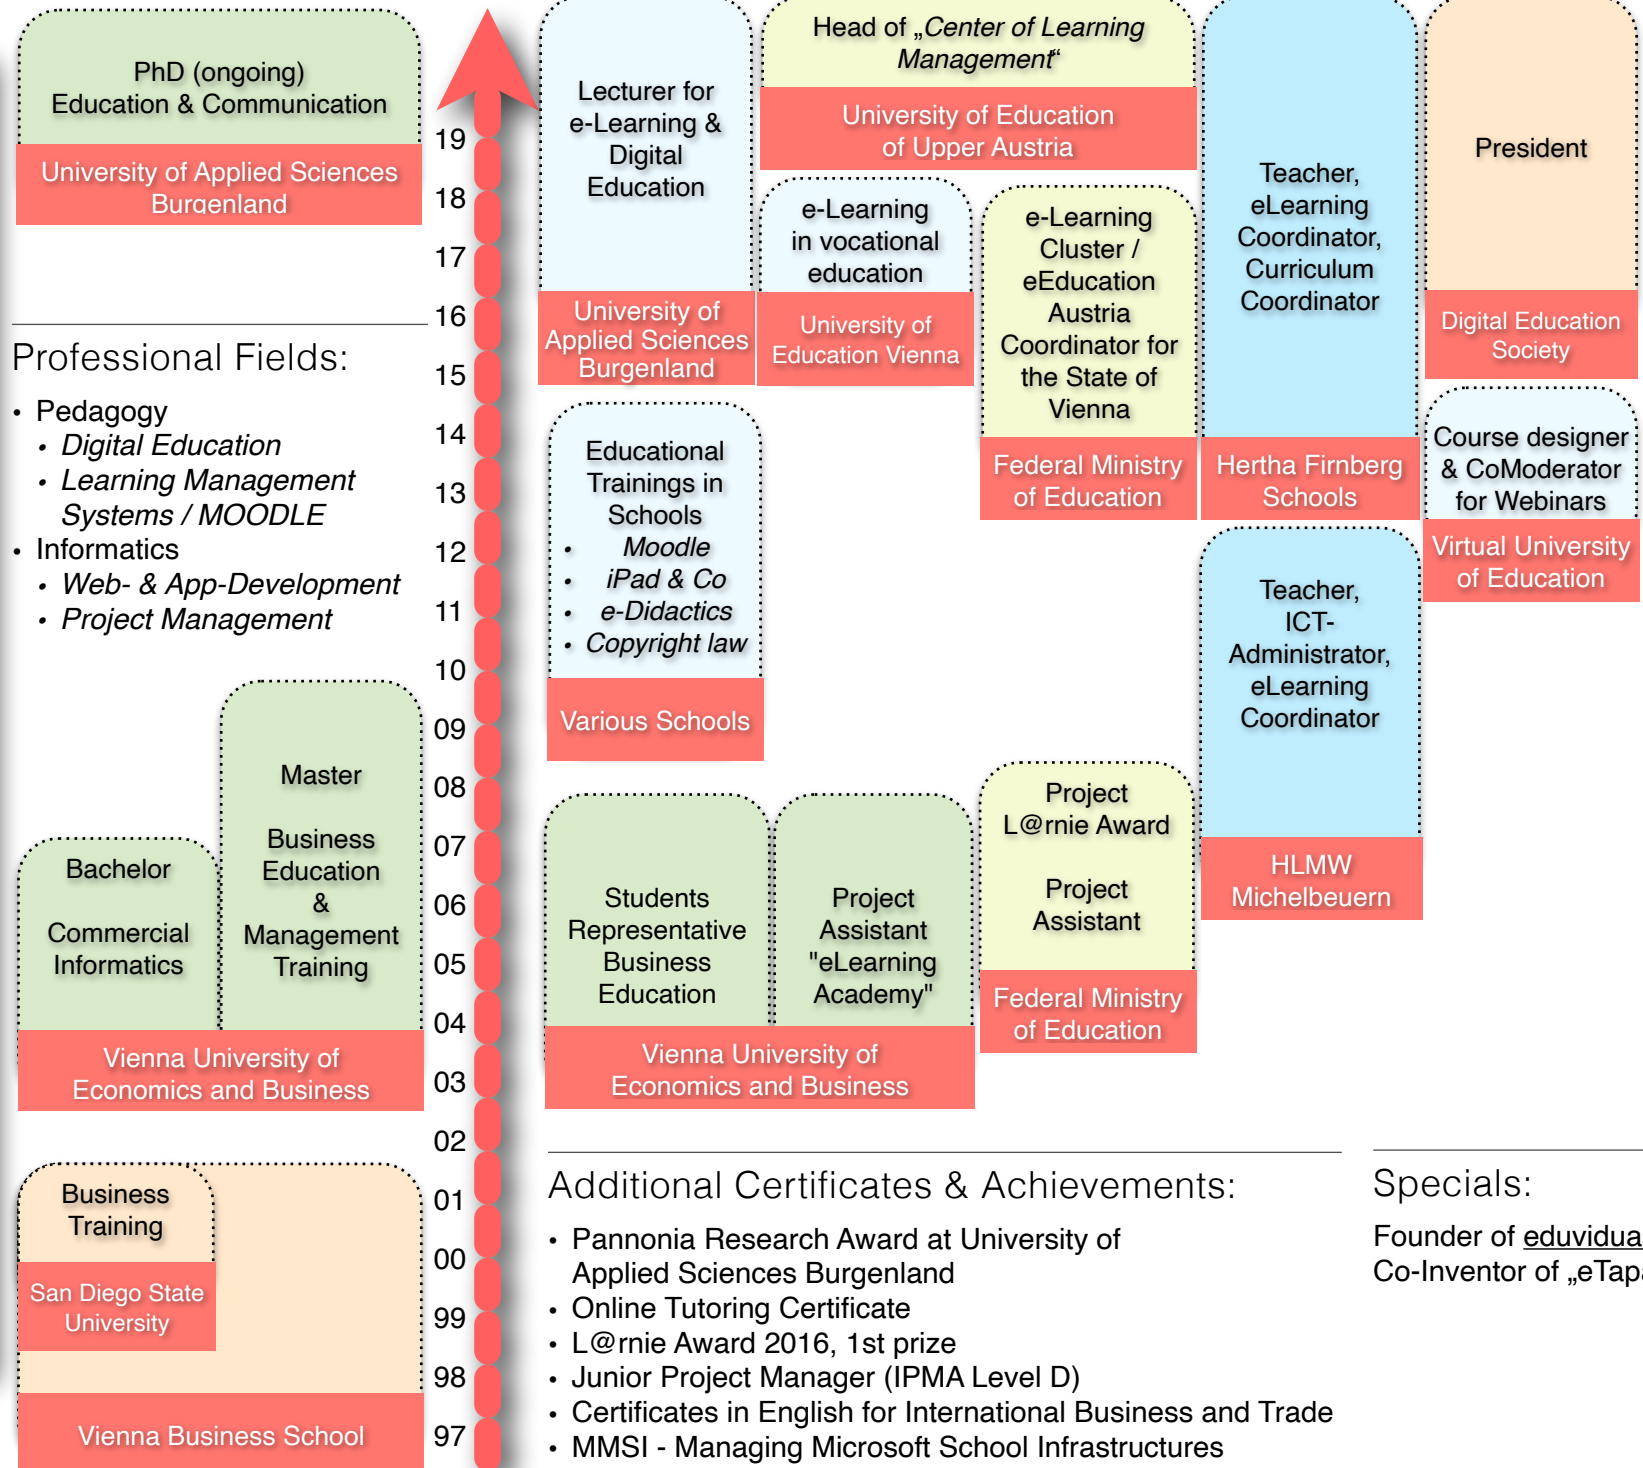 PhD (ongoing)
Education & Communication
University of Applied Sciences
Burgenland
Professional Fields:
• Pedagogy
• Digital Education
• Learning Management
Systems / MOODLE
• Informatics
• Web- & App-Development
• Project Management
Bachelor
Commercial
Informatics
Master
Business
Education
&
Management
Training
Vienna University of
Economics and Business
Business
Training
San Diego State
University
Vienna Business School
19
18
17
16
15
14
13
12
11
10
09
08
07
06
05
04
03
02
01
00
99
98
97
Lecturer for
e-Learning &
Digital
Education
University of
Applied Sciences
Burgenland
Head of „Center of Learning
Management“
University of Education
of Upper Austria
e-Learning
in vocational
education
University of
Education Vienna
e-Learning
Cluster /
eEducation
Austria
Coordinator for
the State of
Vienna
Federal Ministry
of Education
Teacher,
eLearning
Coordinator,
Curriculum
Coordinator
Hertha Firnberg
Schools
President
Digital Education
Society
Course designer
& CoModerator
for Webinars
Virtual University
of Education
Educational
Trainings in
Schools
• Moodle
• iPad & Co
• e-Didactics
• Copyright law
Various Schools
Teacher,
ICT-
Administrator,
eLearning
Coordinator
HLMW
Michelbeuern
Students
Representative
Business
Education
Project
Assistant
"eLearning
Academy"
Vienna University of
Economics and Business
Project
L@rnie Award
Project
Assistant
Federal Ministry
of Education
Additional Certificates & Achievements:
• Pannonia Research Award at University of
Applied Sciences Burgenland
• Online Tutoring Certificate
• L@rnie Award 2016, 1st prize
• Junior Project Manager (IPMA Level D)
• Certificates in English for International Business and Trade
• MMSI - Managing Microsoft School Infrastructures
Specials:
Founder of
Co-Inventor of